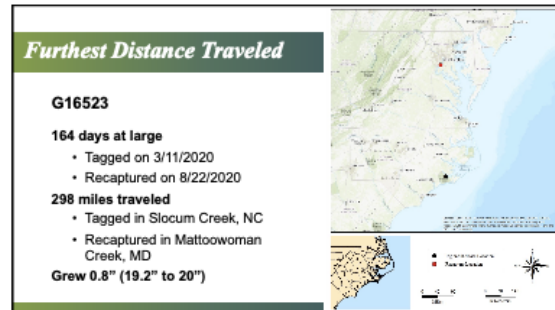 Furthest Distance Traveled
G16523
164 days at large
• Tagged on 3/11/2020
• Recaptured on 8/22/2020
298 miles traveled
• Tagged in Slocum Creek, NC
• Recaptured in Mattoowoman
Creek, MD
Grew 0.8” (19.2” to 20”)